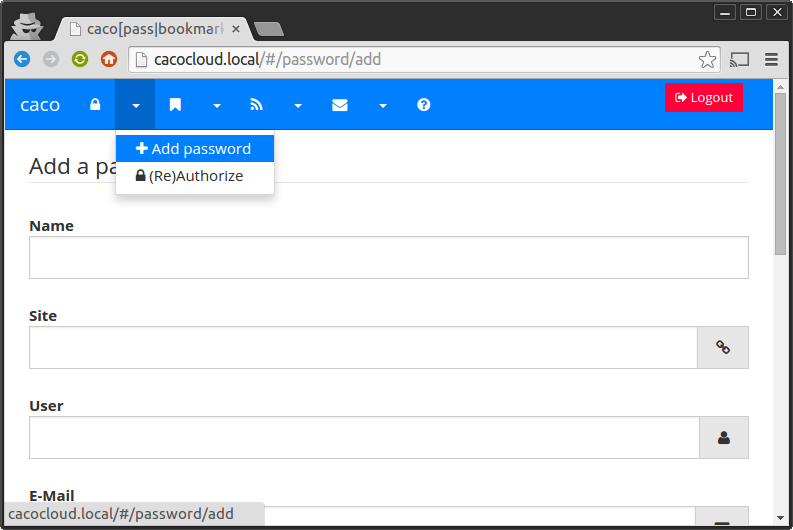 caco[pass|bookmark
cacocloud.local/#/password/add
caco
Logout
Add password
(Re)Authorize
Add a pa
Name
Site
User
E-Mail
cacocloud.local/#/password/add